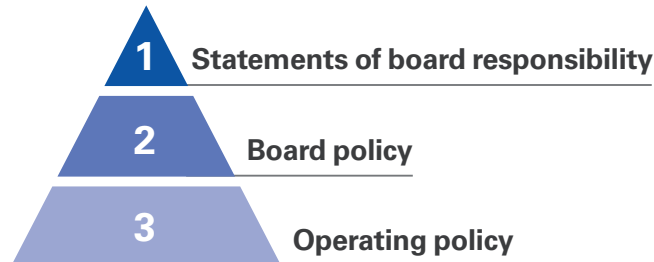 1 Statements of board responsibility
2 Board policy
3 Operating policy